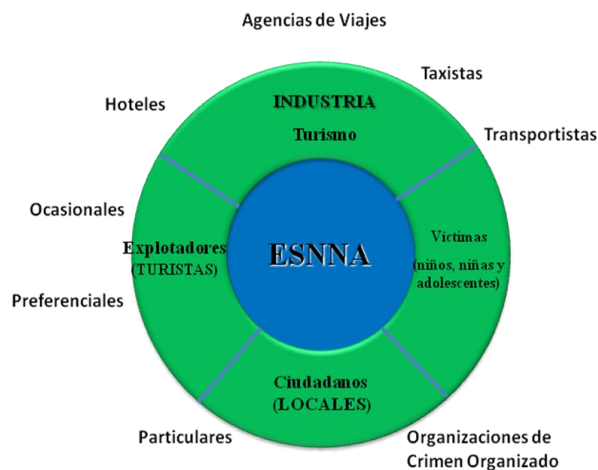 Agencias de Viajes
Taxistas
Hoteles
INDUSTRIA
Turismo
Transportistas
Ocasionales
Explotadores
(TURISTAS)
Preferenciales
ESNNA
Víctimas
(niños, niñas y
adolescentes)
Ciudadanos
(LOCALES)
Particulares
Organizaciones de
Crimen Organizado